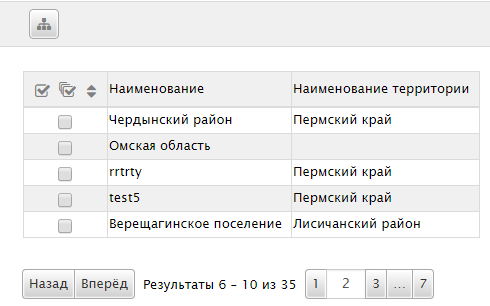 Наименование Наименование территории
Чердынский район Пермский край
Омская область
rrtrty Пермский край
test5 Пермский край
Верещагинское поселение Лисичанский район
Назад Вперёд Результаты 6 – 10 из 35 1 2 3 ... 7